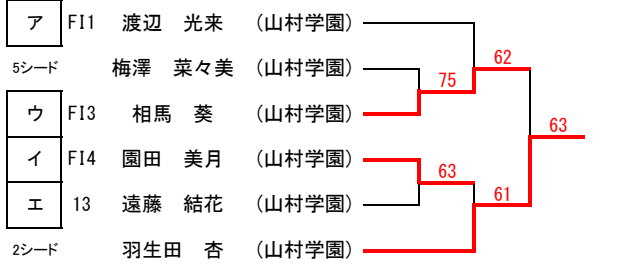 ア FI1 渡辺 光来 (山村学園)
62
5シード 梅澤 菜々美 (山村学園)
75
ウ FI3 相馬 葵 (山村学園)
63
イ FI4 園田 美月 (山村学園)
63
エ 13 遠藤 結花 (山村学園)
61
2シード 羽生田 杏 (山村学園)